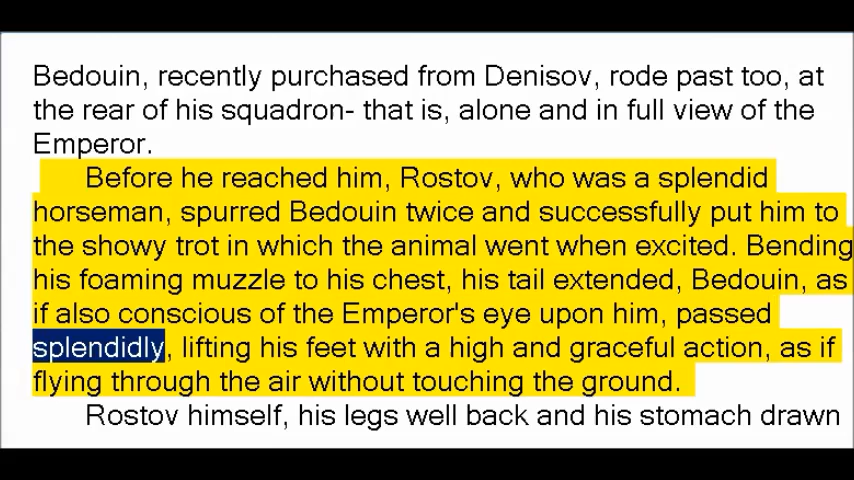 Bedouin, recently purchased from Denisov, rode past too, at
the rear of his squadron- that is, alone and in full view of the
Emperor.
Before he reached him, Rostov, who was a splendid
horseman, spurred Bedouin twice and successfully put him to
the showy trot in which the animal went when excited. Bending
his foaming muzzle to his chest, his tail extended, Bedouin, as
if also conscious of the Emperor's eye upon him, passed
splendidly, lifting his feet with a high and graceful action, as if
flying through the air without touching the ground.
Rostov himself, his legs well back and his stomach drawn